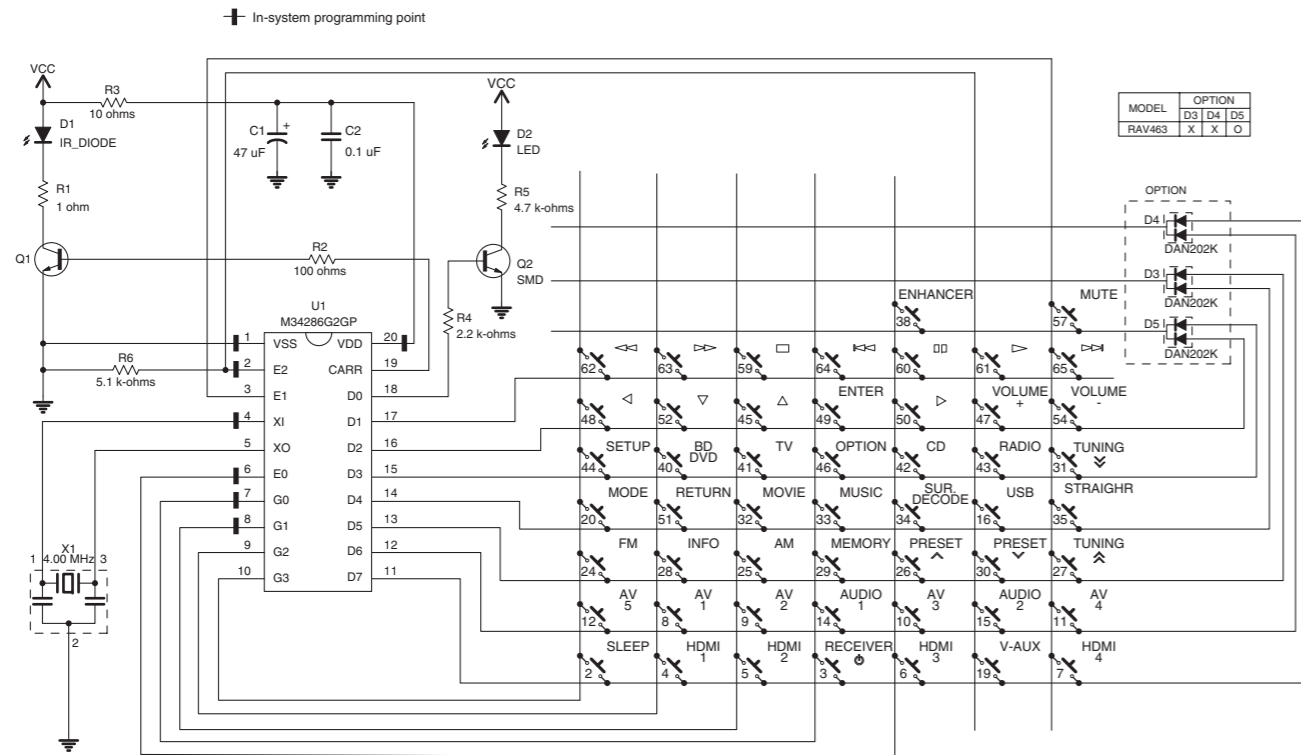 In-system programming point
VCC
R3
10 ohms
D1
IR_DIODE
C1
+
47 uF
C2
0.1 uF
R1
1 ohm
VCC
D2
LED
R5
4.7 k-ohms
Q1
R2
100 ohms
Q2
SMD
R4
2.2 k-ohms
U1
M34286G2GP
R6
5.1 k-ohms
1 VSS VDD 20
2 E2 CARR 19
3 E1 D0 18
4 XI D1 17
5 XO D2 16
6 E0 D3 15
7 G0 D4 14
8 G1 D5 13
9 G2 D6 12
10 G3 D7 11
X1
1 4.00 MHz 3
2
MODEL OPTION
D3 D4 D5
RAV463 X X O
OPTION
D4
DAN202K
D3
DAN202K
D5
DAN202K
ENHANCER MUTE
38 57
62 63 59 64 60 61 65
ENTER VOLUME + VOLUME -
48 52 45 49 50 47 54
SETUP BD DVD TV OPTION CD RADIO TUNING
44 40 41 46 42 43 31
MODE RETURN MOVIE MUSIC SUR. DECODE USB STRAIGHR
20 51 32 33 34 16 35
FM INFO AM MEMORY PRESET PRESET TUNING
24 28 25 29 26 30 27
AV 5 AV 1 AV 2 AUDIO 1 AV 3 AUDIO 2 AV 4
12 8 9 14 10 15 11
SLEEP HDMI 1 HDMI 2 RECEIVER HDMI 3 V-AUX HDMI 4
2 4 5 3 6 19 7